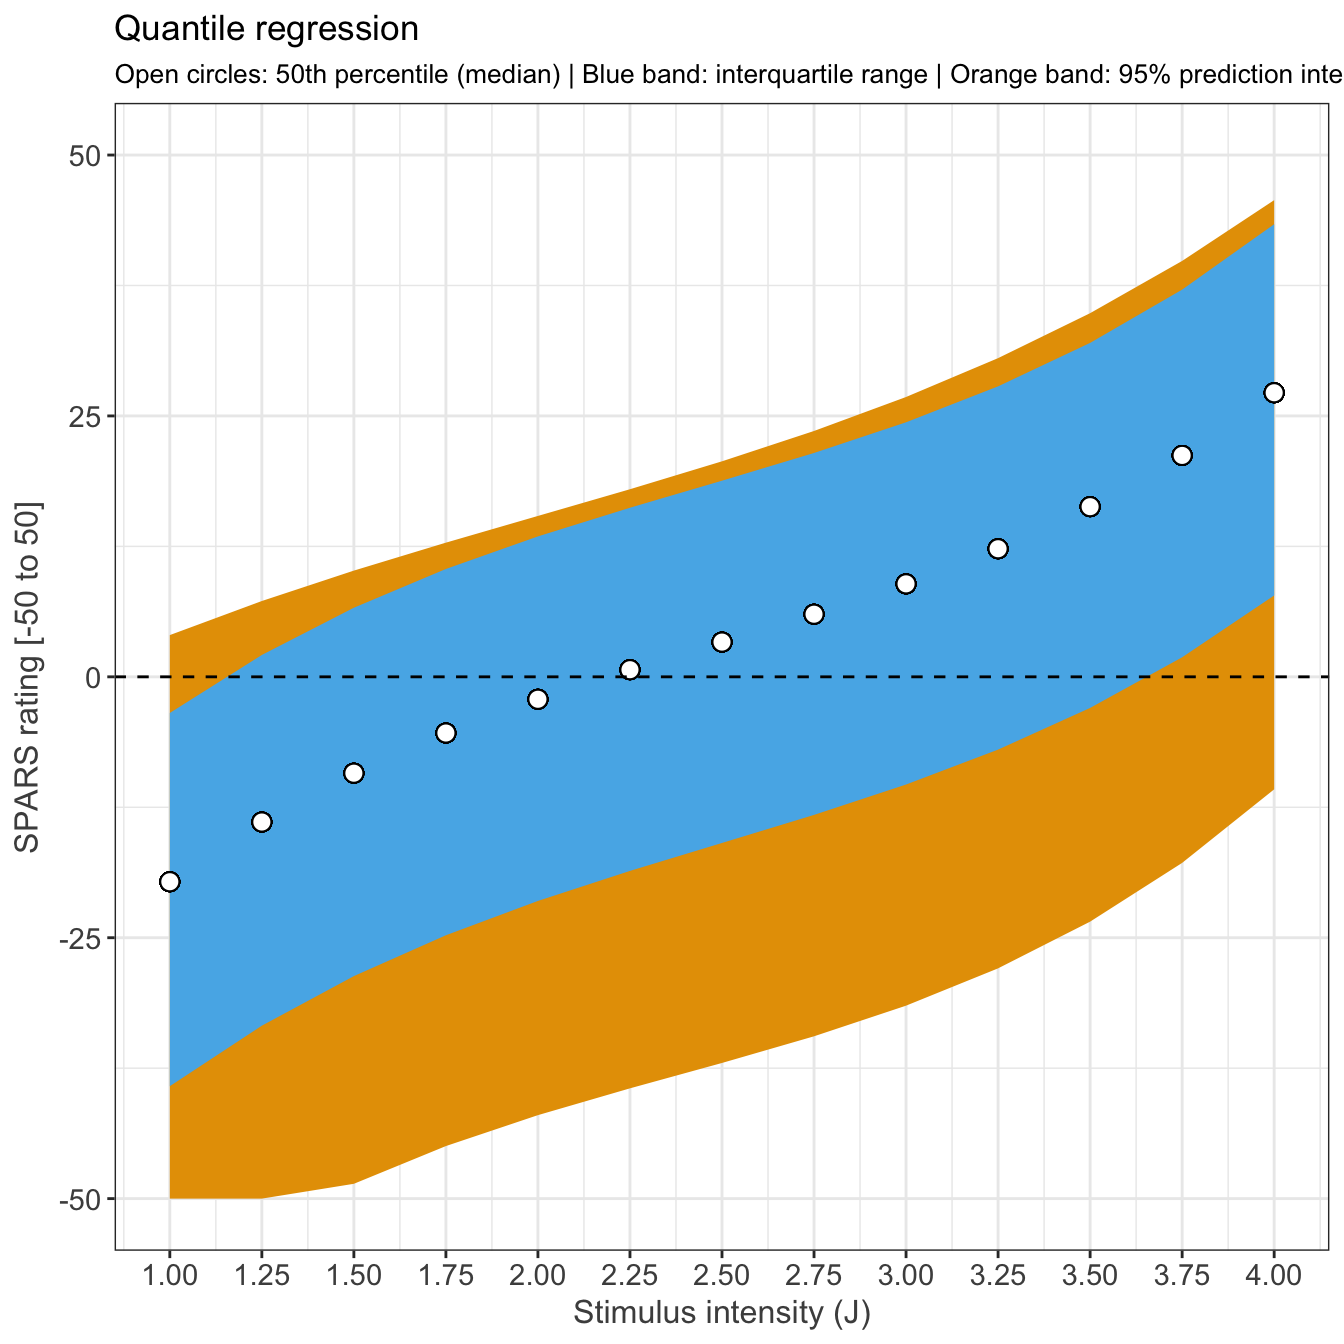 Quantile regression
Open circles: 50th percentile (median) | Blue band: interquartile range | Orange band: 95% prediction inte
50
25
0
-25
-50
SPARS rating [-50 to 50]
1.00 1.25 1.50 1.75 2.00 2.25 2.50 2.75 3.00 3.25 3.50 3.75 4.00
Stimulus intensity (J)